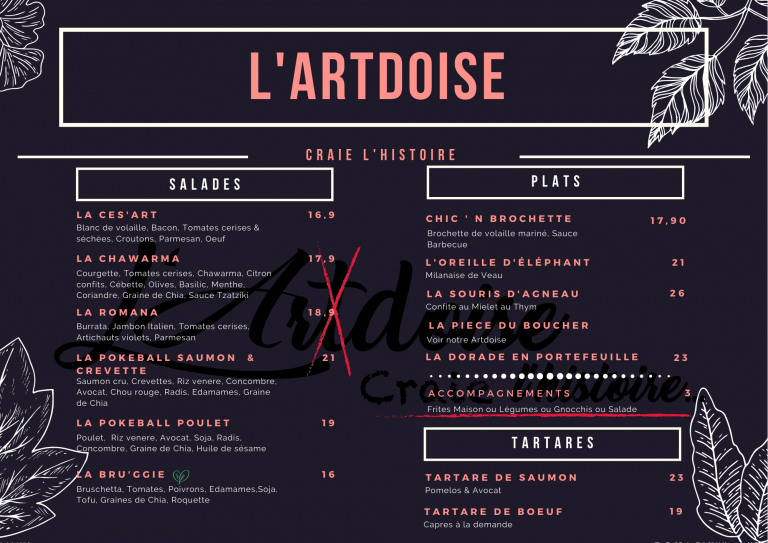 L'ARTDOISE
CRAIE L'HISTOIRE
SALADES
LA CES'ART 16,9
Blanc de volaille, Bacon, Tomates cerises &
séchées, Croutons, Parmesan, Oeuf
LA CHAWARMA 17,9
Courgette, Tomates cerises, Chawarma, Citron
confits, Cébette, Olives, Basilic, Menthe,
Coriandre, Graine de Chia, Sauce Tzatziki
LA ROMANA 18,9
Burrata, Jambon Italien, Tomates cerises,
Artichauts violets, Parmesan
LA POKEBALL SAUMON & 21
CREVETTE
Saumon cru, Crevettes, Riz venere, Concombre,
Avocat, Chou rouge, Radis, Edamames, Graine
de Chia
LA POKEBALL POULET 19
Poulet. Riz venere, Avocat, Soja, Radis,
Concombre, Graine de Chia, Huile de sésame
LA BRU'GGIE 16
Bruschetta, Tomates, Poivrons, Edamames,Soja,
Tofu, Graines de Chia, Roquette
PLATS
CHIC ' N BROCHETTE 17,90
Brochette de volaille mariné, Sauce
Barbecue
L'OREILLE D'ÉLÉPHANT 21
Milanaise de Veau
LA SOURIS D'AGNEAU 26
Confite au Miel et au Thym
LA PIECE DU BOUCHER
Voir notre Artdoise
LA DORADE EN PORTEFEUILLE 23
ACCOMPAGNEMENTS 3
Frites Maison ou Légumes ou Gnocchis ou Salade
TARTARES
TARTARE DE SAUMON 23
Pomelos & Avocat
TARTARE DE BOEUF 19
Capres à la demande
L'Artdoise
Craie l'histoire..